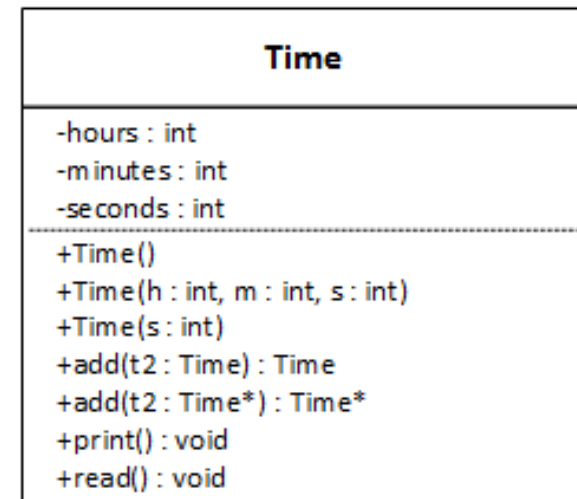 Time
-hours : int
-minutes : int
-seconds : int
+Time()
+Time(h : int, m : int, s : int)
+Time(s : int)
+add(t2 : Time) : Time
+add(t2 : Time*) : Time*
+print() : void
+read() : void